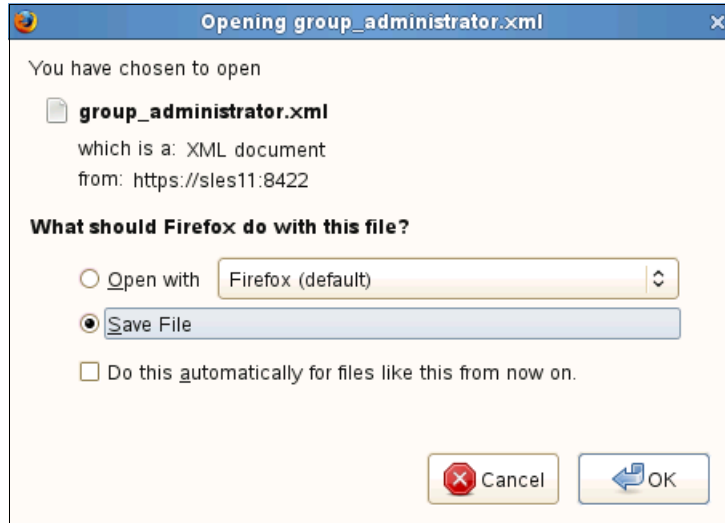 Opening group_administrator.xml
You have chosen to open
group_administrator.xml
which is a: XML document
from: https://sles11:8422
What should Firefox do with this file?
Open with Firefox (default)
Save File
Do this automatically for files like this from now on.
Cancel OK